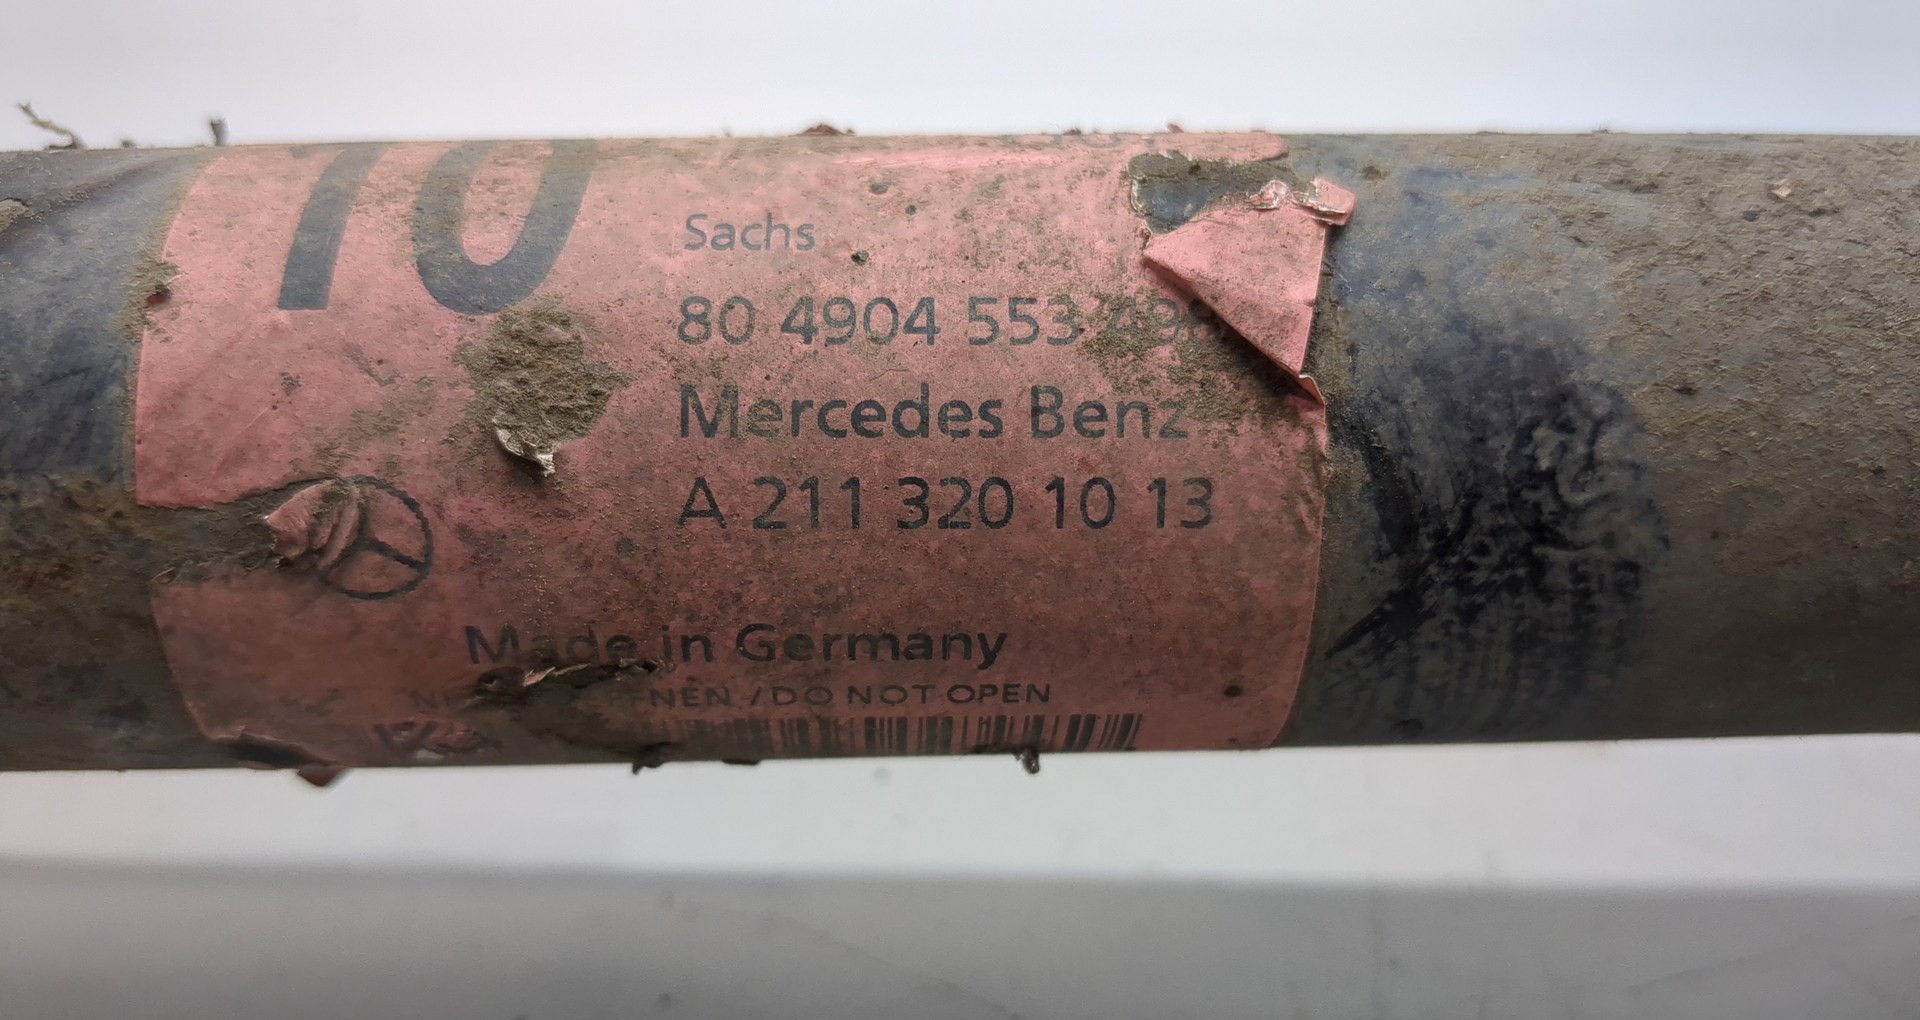 10
Sachs
80 4904 553
Mercedes Benz
A 211 320 10 13
Made in Germany
/DO NOT OPEN